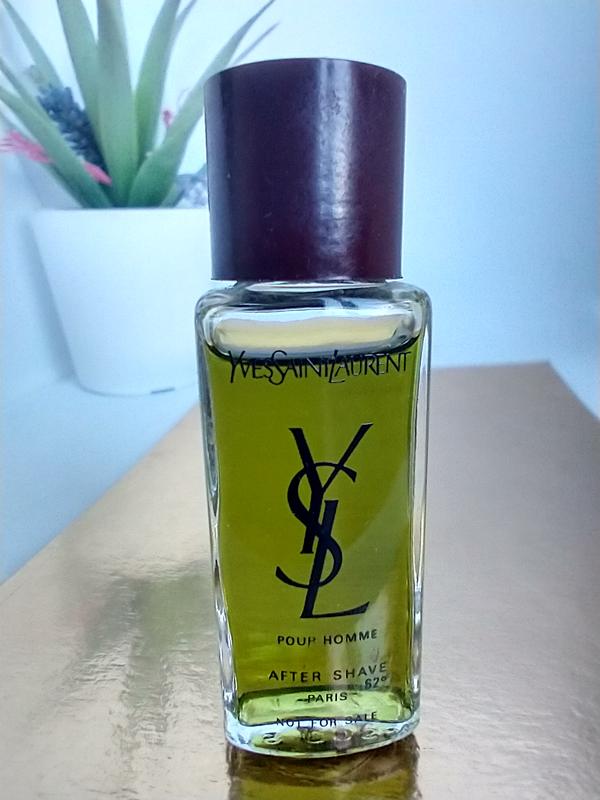 YVESSAINTLAURENT
YSL
POUR HOMME
AFTER SHAVE
62°
PARIS
NOT FOR SALE